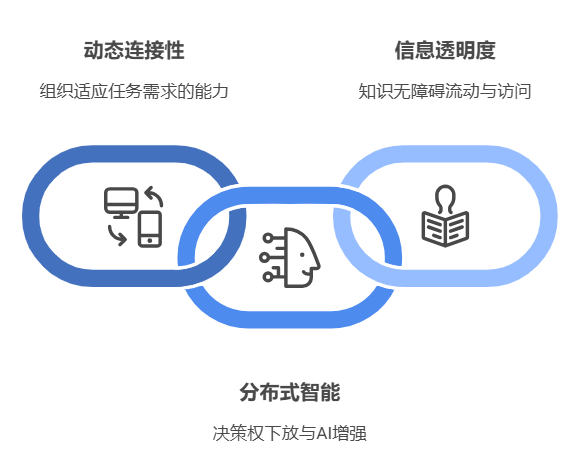 动态连接性
组织适应任务需求的能力
信息透明度
知识无障碍流动与访问
分布式智能
决策权下放与AI增强